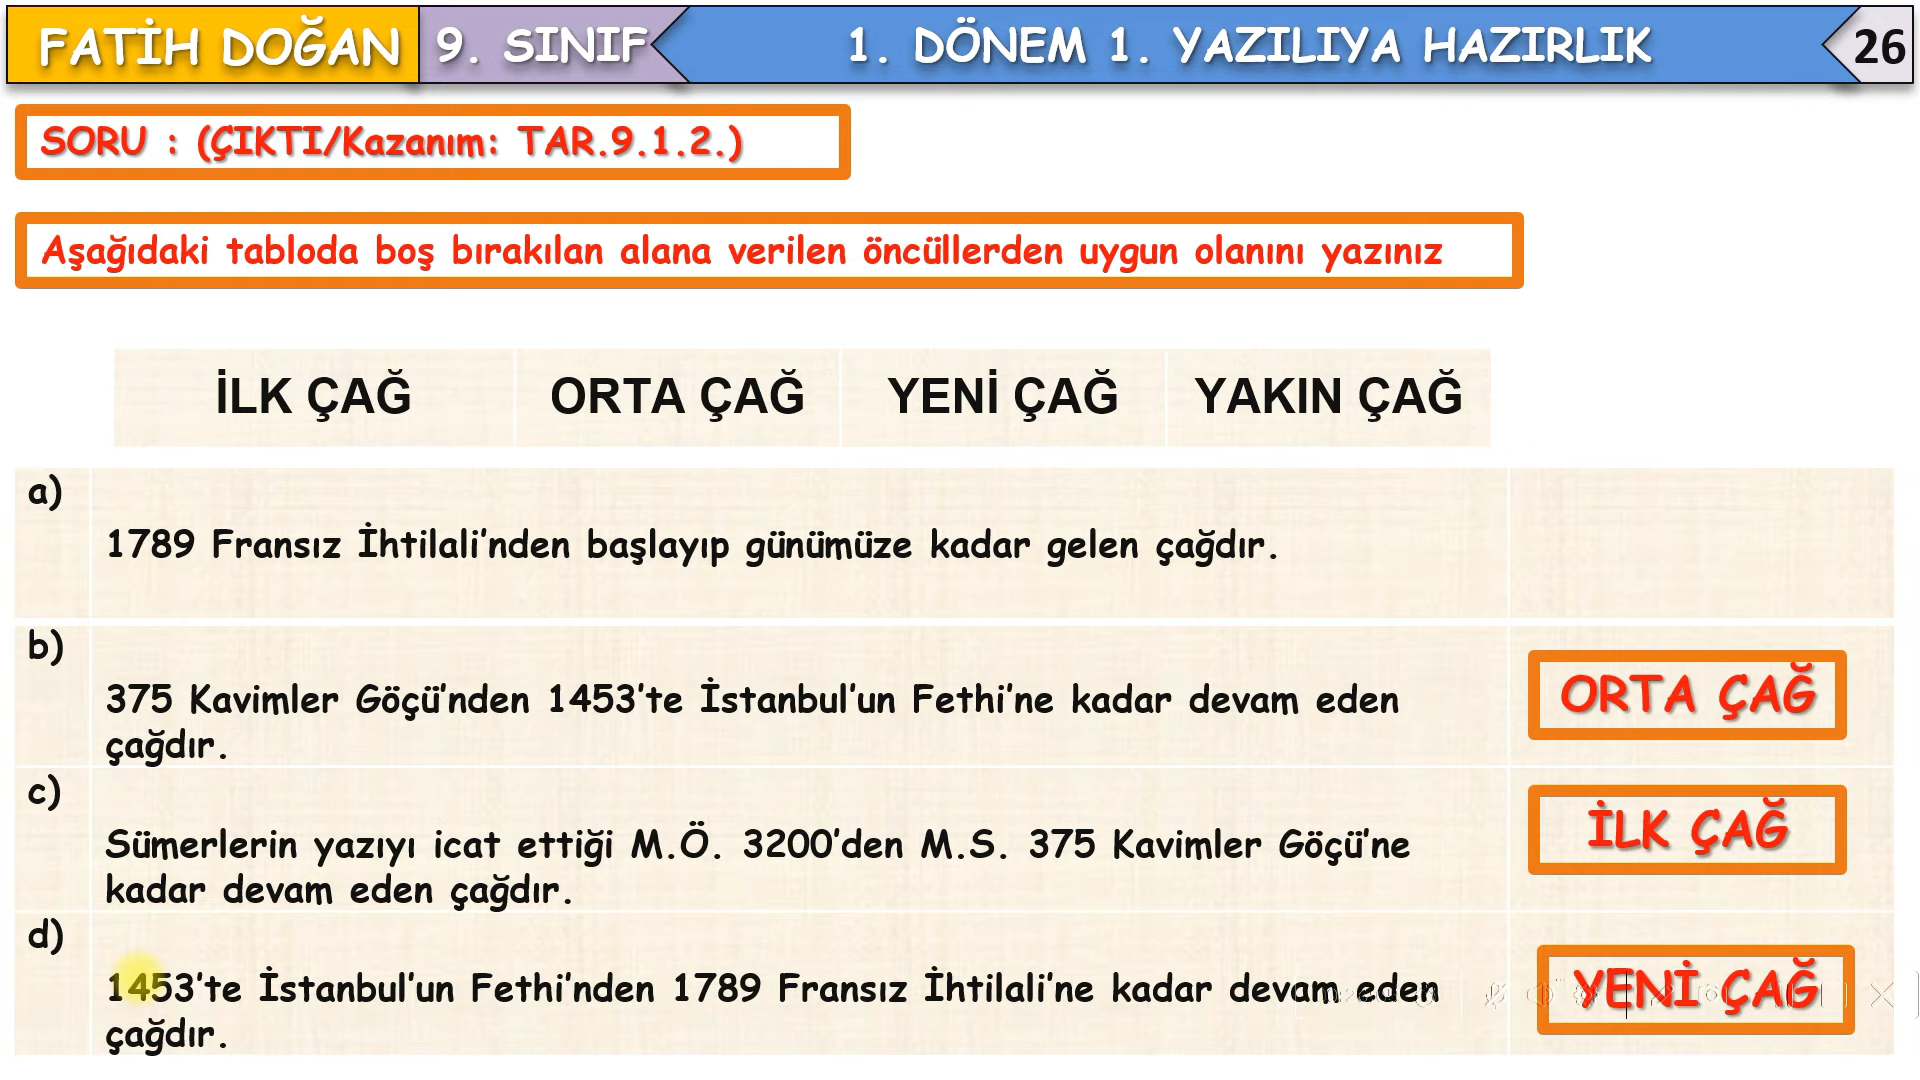 FATİH DOĞAN
9. SINIF
1. DÖNEM 1. YAZILIYA HAZIRLIK
26
SORU : (ÇIKTI/Kazanım: TAR.9.1.2.)
Aşağıdaki tabloda boş bırakılan alana verilen öncüllerden uygun olanını yazınız
İLK ÇAĞ
ORTA ÇAĞ
YENİ ÇAĞ
YAKIN ÇAĞ
a)
1789 Fransız İhtilali’nden başlayıp günümüze kadar gelen çağdır.
b)
375 Kavimler Göçü’nden 1453’te İstanbul’un Fethi’ne kadar devam eden
çağdır.
ORTA ÇAĞ
c)
Sümerlerin yazıyı icat ettiği M.Ö. 3200’den M.S. 375 Kavimler Göçü’ne
kadar devam eden çağdır.
İLK ÇAĞ
d)
1453’te İstanbul’un Fethi’nden 1789 Fransız İhtilali’ne kadar devam eden
çağdır.
YENİ ÇAĞ